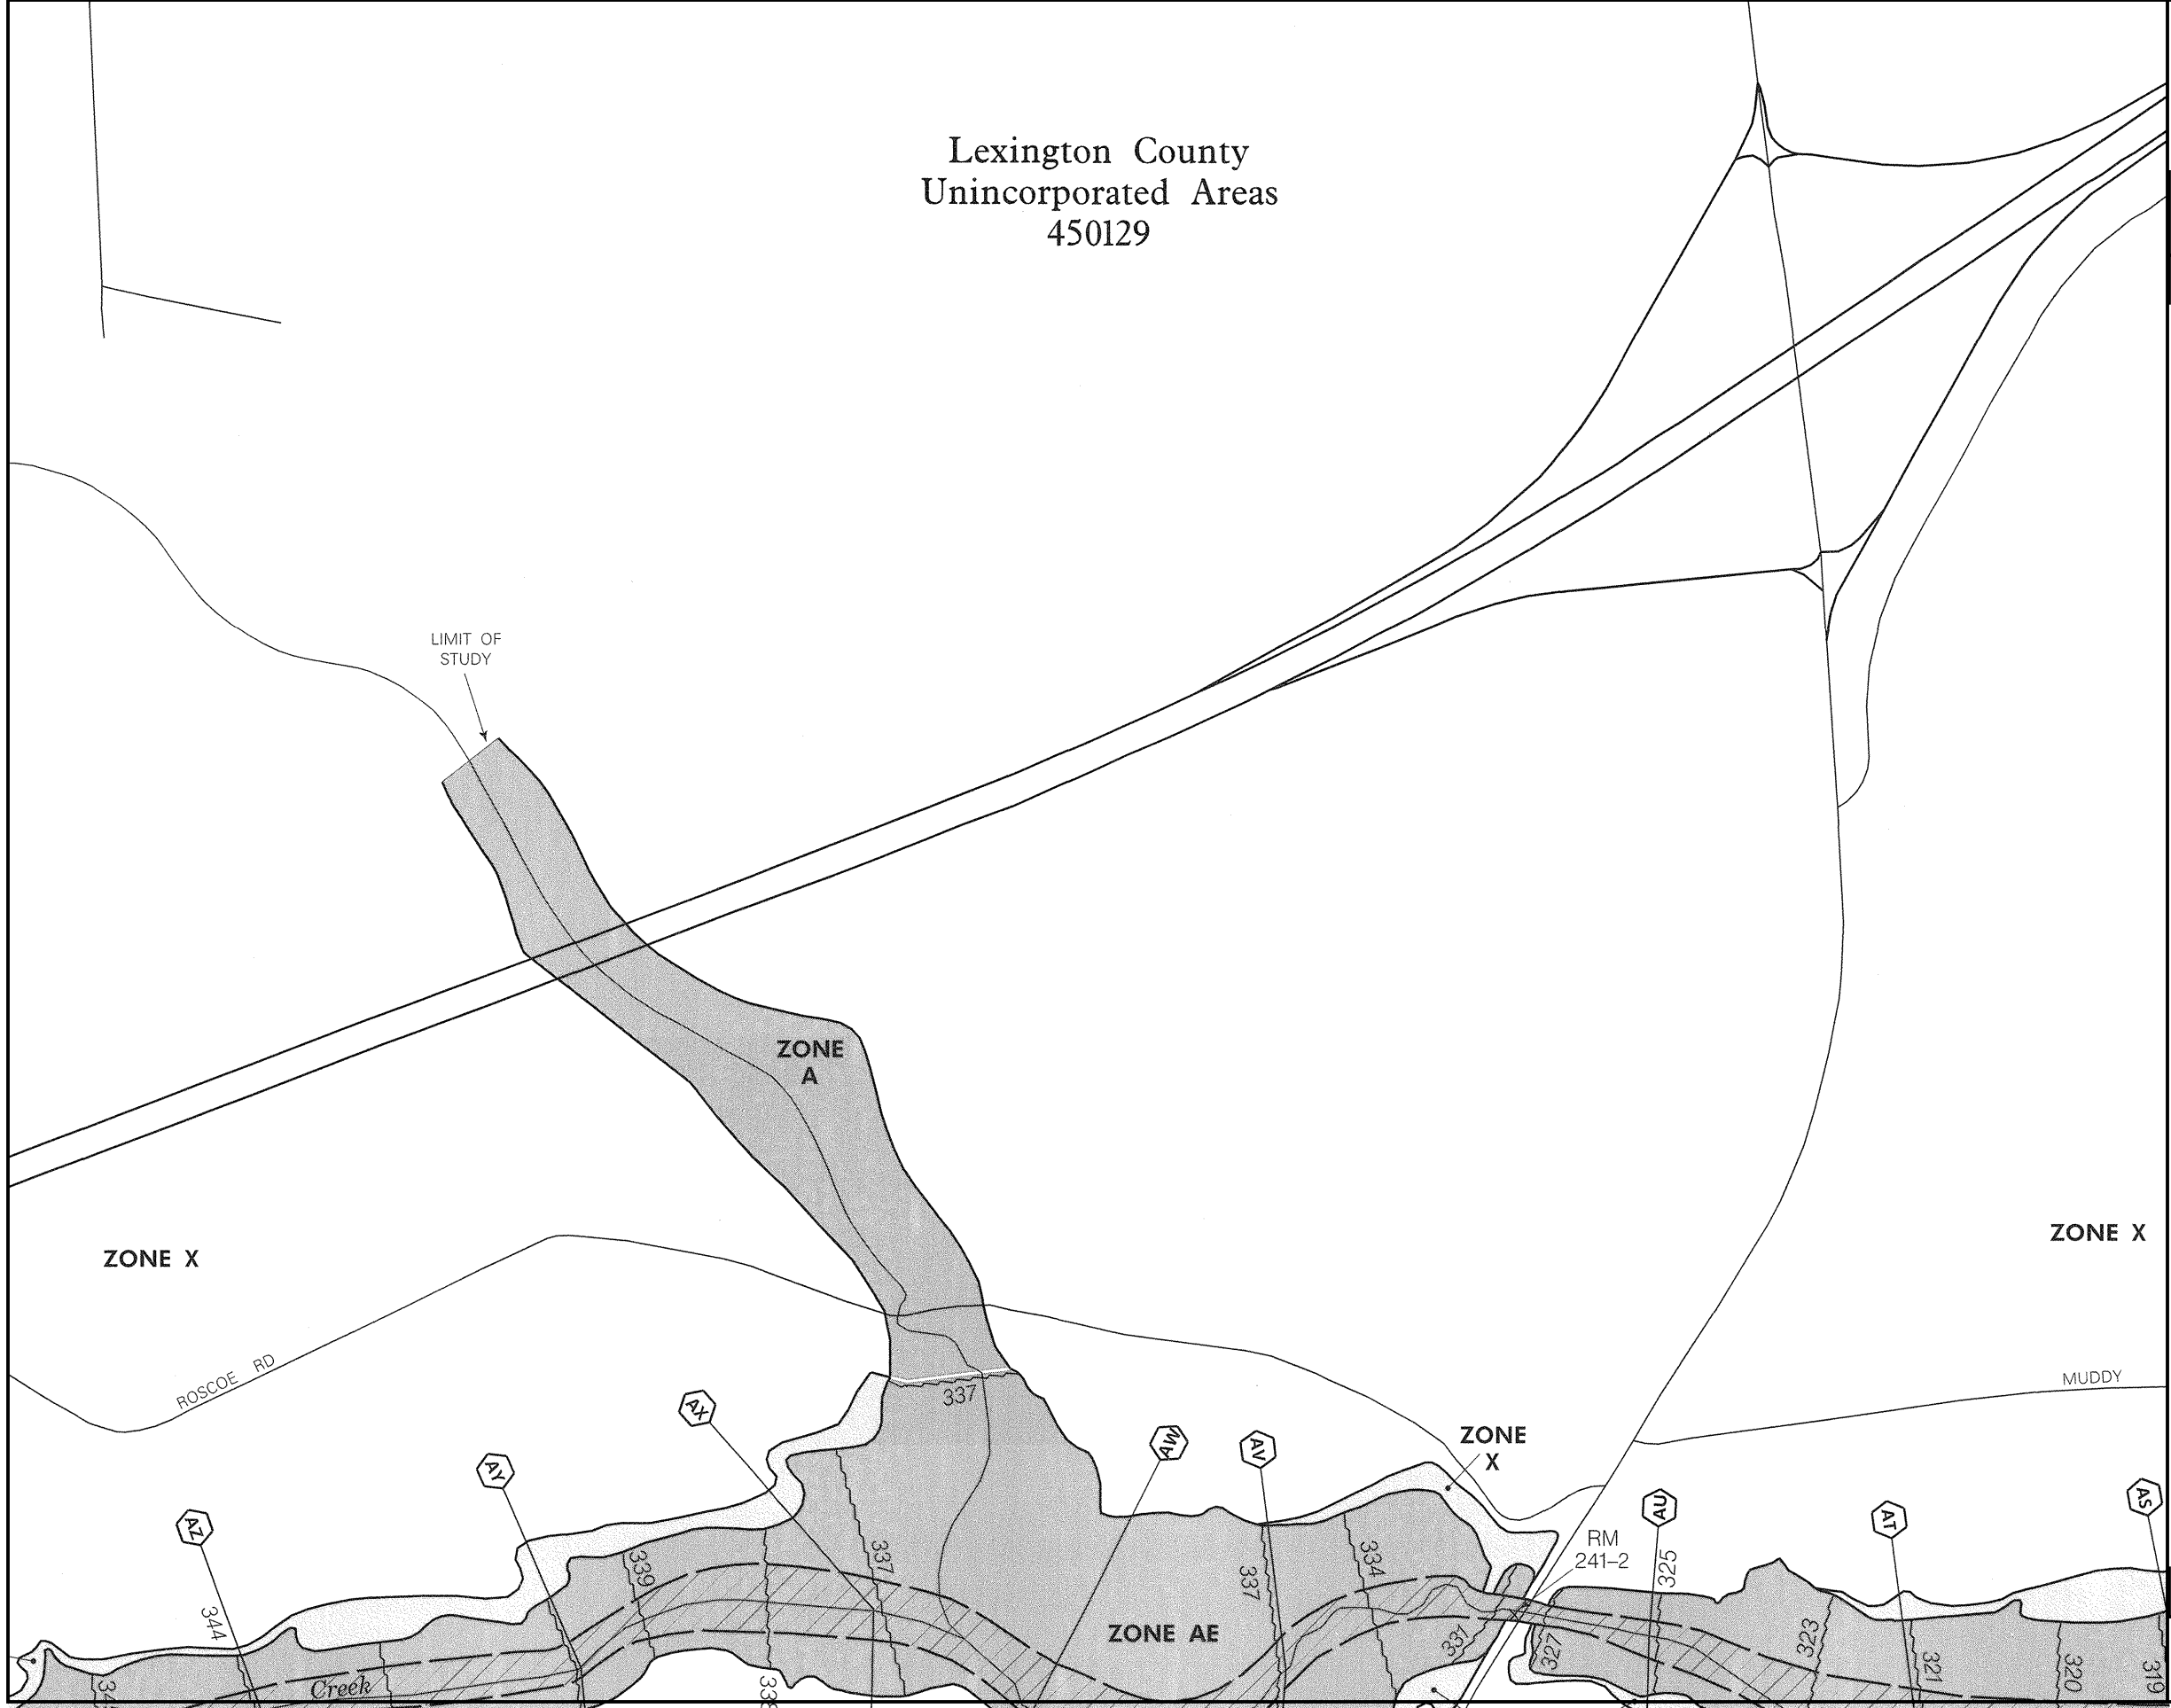 Lexington County
Unincorporated Areas
450129
LIMIT OF
STUDY
ZONE
A
ZONE X
ZONE X
ROSCOE RD
MUDDY
337
AX
AW
AV
ZONE
X
AY
AZ
AU
AT
AS
RM
241–2
344
339
337
337
334
331
327
325
323
321
320
319
ZONE AE
Creek